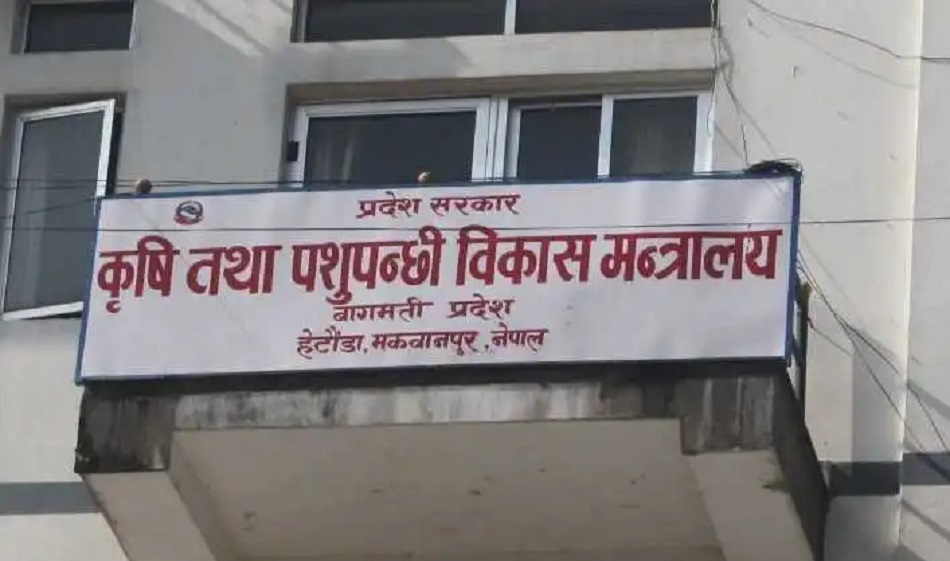 प्रदेश सरकार
कृषि तथा पशुपन्छी विकास मन्त्रालय
बागमती प्रदेश
हेटौंडा, मकवानपुर, नेपाल